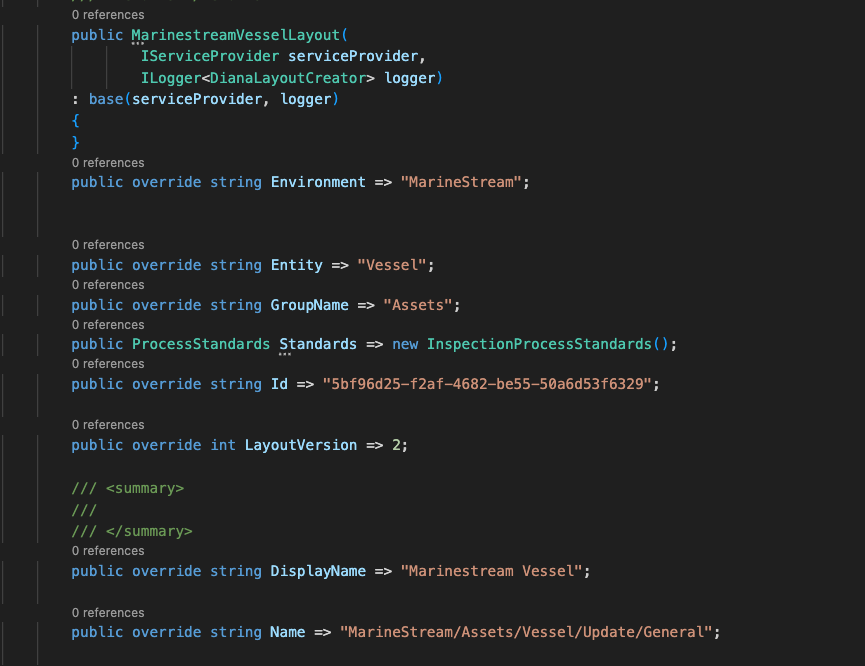 0 references
public MarinestreamVesselLayout(
IServiceProvider serviceProvider,
ILogger<DianaLayoutCreator> logger)
: base(serviceProvider, logger)
{
}
0 references
public override string Environment => "MarineStream";
0 references
public override string Entity => "Vessel";
0 references
public override string GroupName => "Assets";
0 references
public ProcessStandards Standards => new InspectionProcessStandards();
0 references
public override string Id => "5bf96d25-f2af-4682-be55-50a6d53f6329";
0 references
public override int LayoutVersion => 2;
/// <summary>
///
/// </summary>
0 references
public override string DisplayName => "Marinestream Vessel";
0 references
public override string Name => "MarineStream/Assets/Vessel/Update/General";